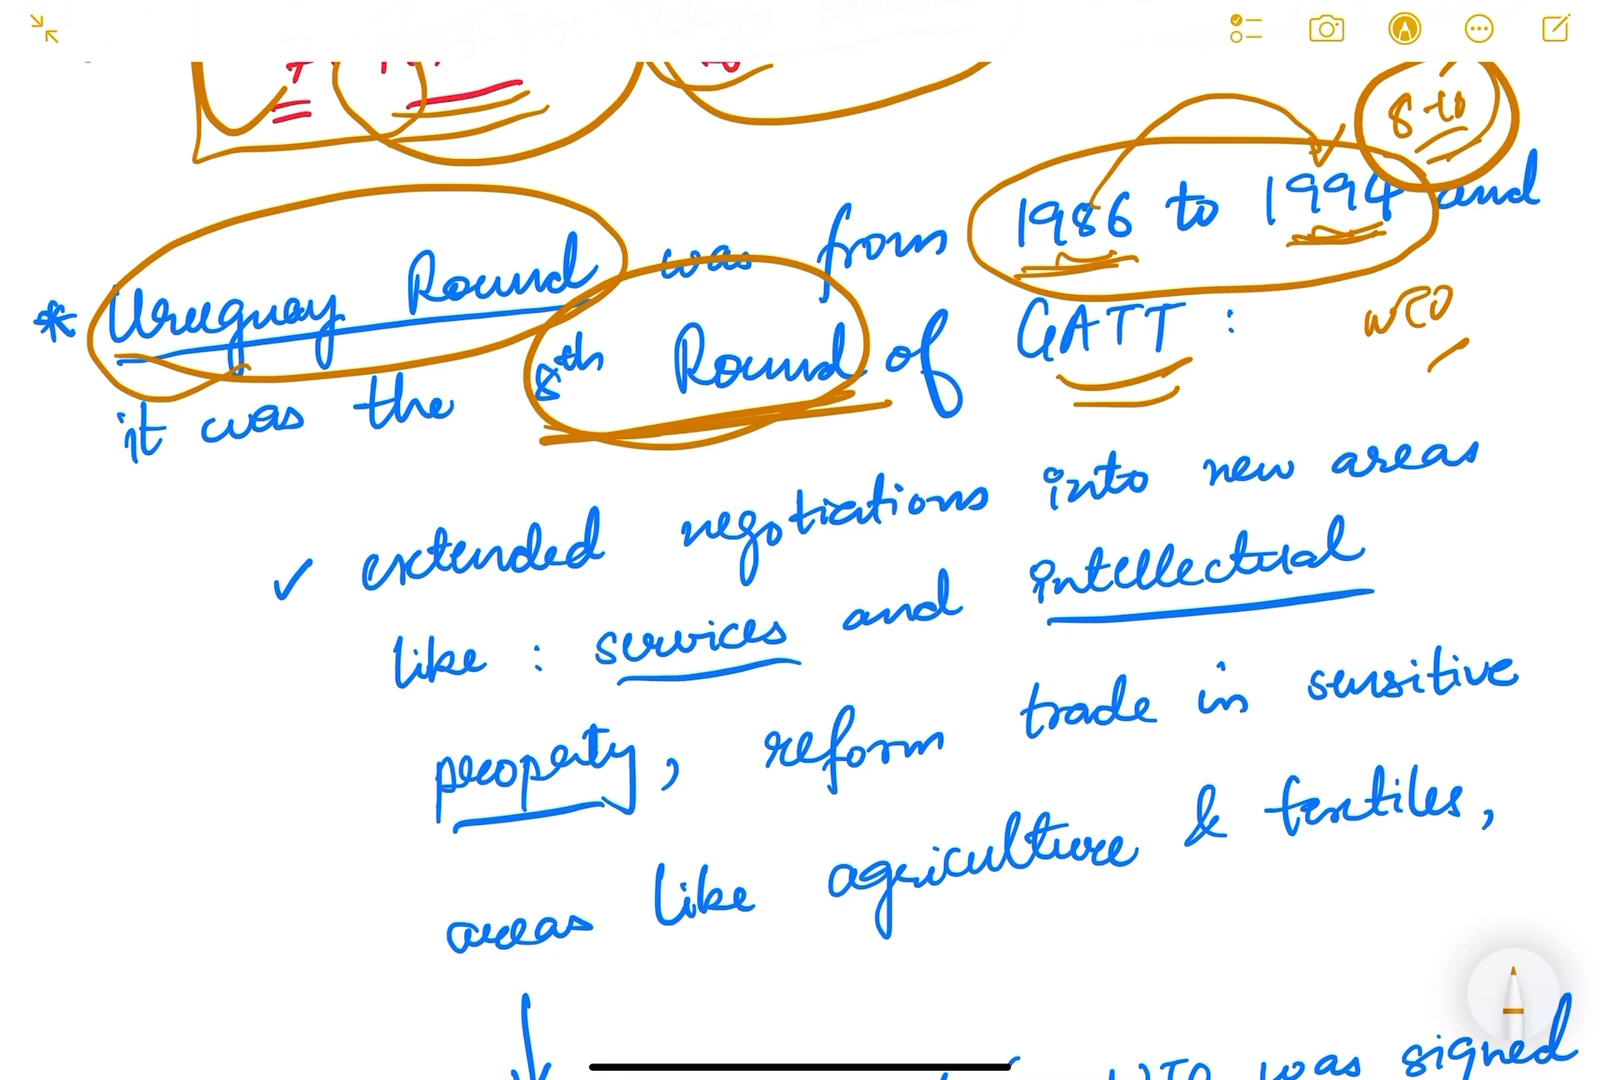 8 to
* Uruguay Round was from 1986 to 1994 and
it was the 8th Round of GATT :
WTO
✓ extended negotiations into new areas
like : services and intellectual
property, reform trade in sensitive
areas like agriculture & textiles,
↓ WTO was signed